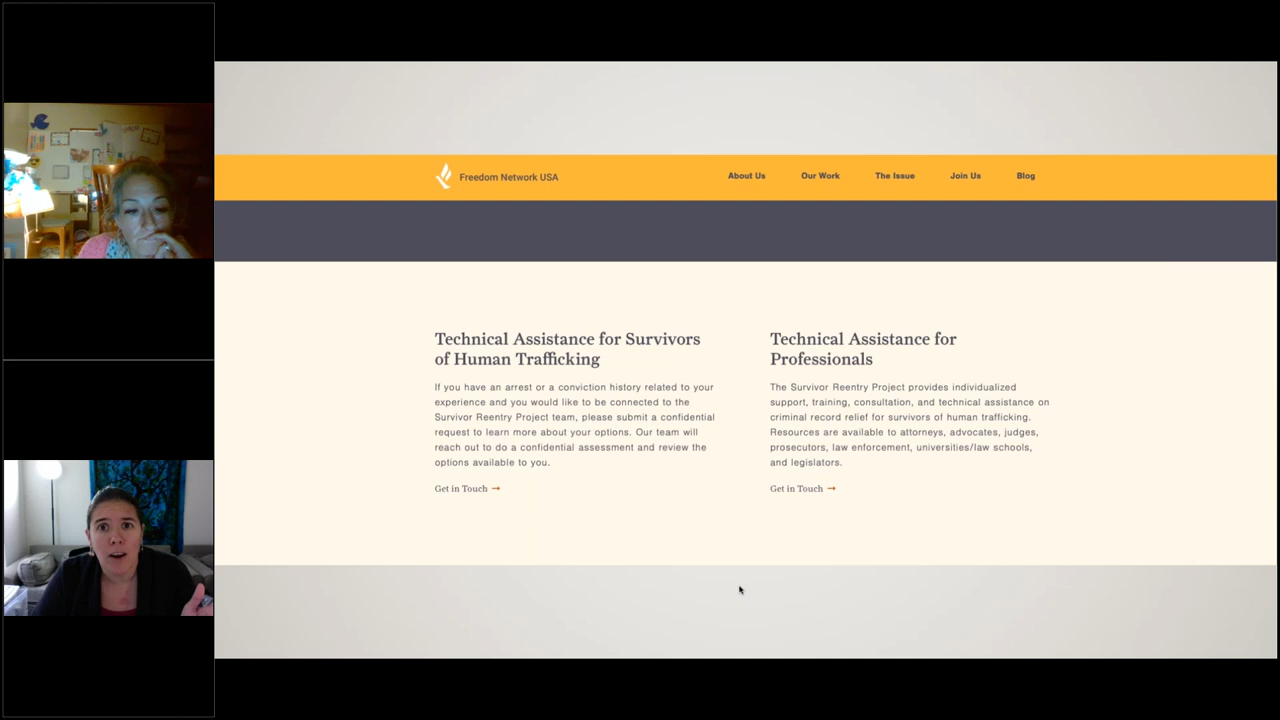 Freedom Network USA
About Us Our Work The Issue Join Us Blog
Technical Assistance for Survivors
of Human Trafficking
If you have an arrest or a conviction history related to your
experience and you would like to be connected to the
Survivor Reentry Project team, please submit a confidential
request to learn more about your options. Our team will
reach out to do a confidential assessment and review the
options available to you.
Get in Touch →
Technical Assistance for
Professionals
The Survivor Reentry Project provides individualized
support, training, consultation, and technical assistance on
criminal record relief for survivors of human trafficking.
Resources are available to attorneys, advocates, judges,
prosecutors, law enforcement, universities/law schools,
and legislators.
Get in Touch →